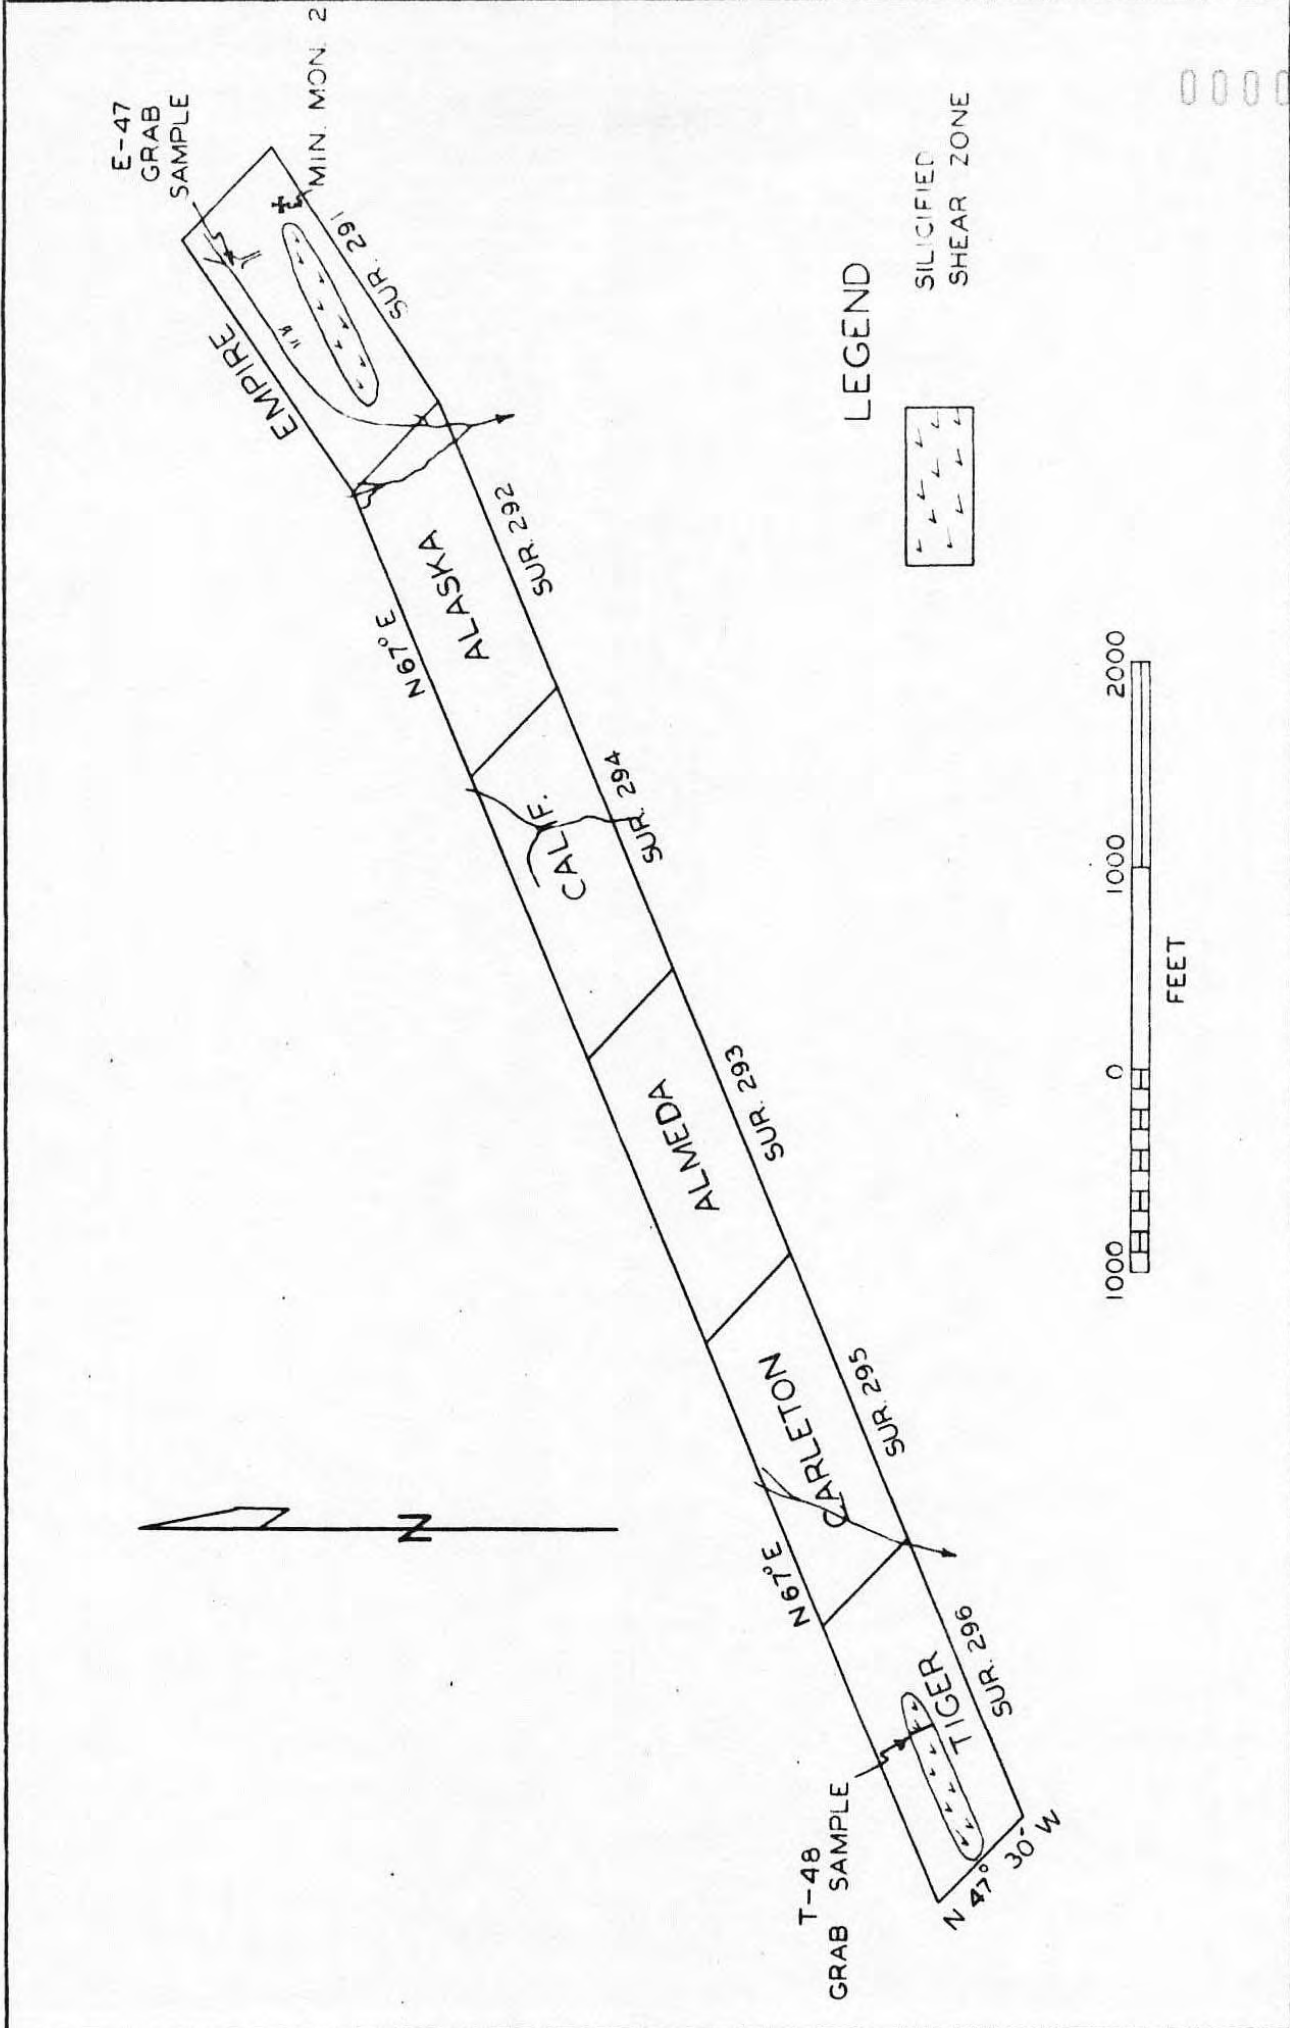 E-47
GRAB
SAMPLE
MIN. MON. 2
EMPIRE
SUR. 291
N67°E
ALASKA
SUR. 292
CALIF.
SUR. 294
ALMEDA
SUR. 293
CARLETON
SUR. 295
N67°E
TIGER
SUR. 296
T-48
GRAB SAMPLE
N 47° 30' W
N
LEGEND
SILICIFIED
SHEAR ZONE
1000 0 1000 2000
FEET
0000